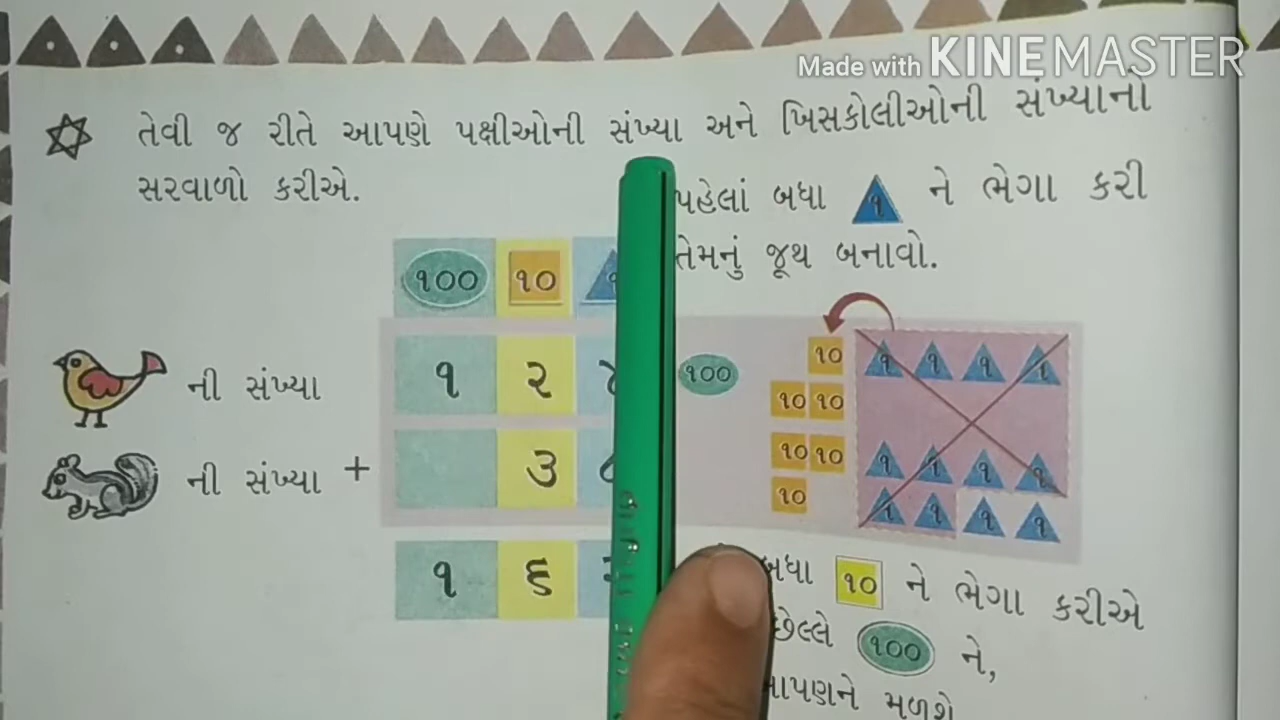 Made with KINEMASTER
તેવી જ રીતે આપણે પક્ષીઓની સંખ્યા અને ખિસકોલીઓની સંખ્યાનો
સરવાળો કરીએ.
પહેલાં બધા ૧ ને ભેગા કરી
તેમનું જૂથ બનાવો.
૧૦૦ ૧૦
ની સંખ્યા ૧ ૨
ની સંખ્યા + ૩
૧ ૬
૧૦૦
૧૦ ૧ ૧ ૧ ૧
૧૦ ૧૦
૧૦ ૧૦ ૧ ૧ ૧ ૧
૧૦ ૧ ૧ ૧ ૧
બધા ૧૦ ને ભેગા કરીએ
છેલ્લે ૧૦૦ ને,
આપણને મળશે